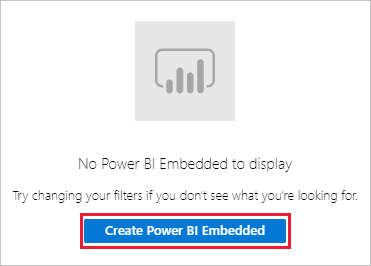 No Power BI Embedded to display
Try changing your filters if you don't see what you're looking for.
Create Power BI Embedded